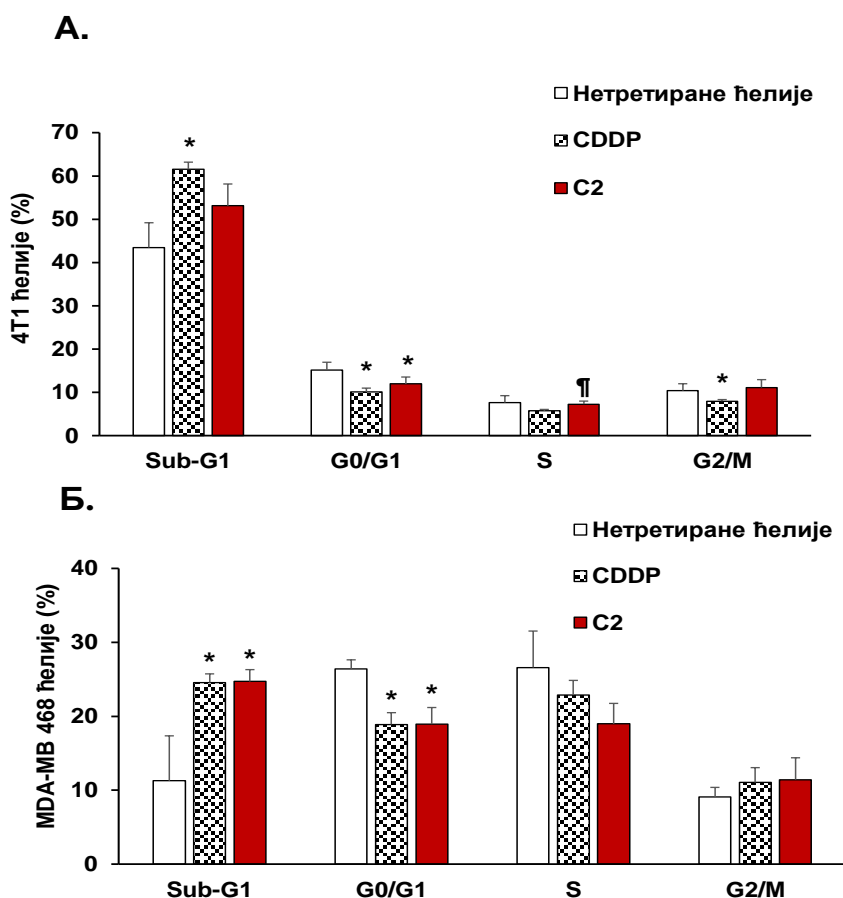 А.
Нетретиране ћелије
CDDP
C2
4T1 ћелије (%)
70
60
50
40
30
20
10
0
*
* *
¶
*
Sub-G1 G0/G1 S G2/M
Б.
Нетретиране ћелије
CDDP
C2
MDA-MB 468 ћелије (%)
40
30
20
10
0
* *
* *
Sub-G1 G0/G1 S G2/M